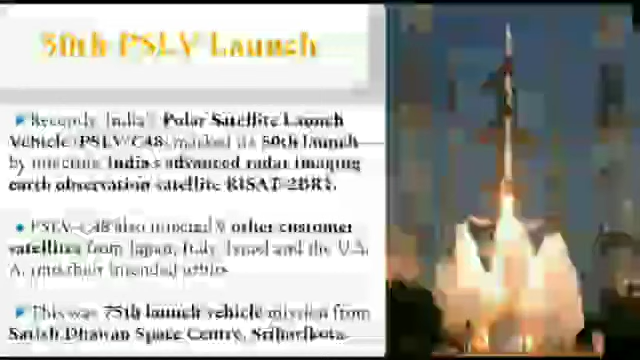 50th PSLV Launch
Recently, India's Polar Satellite Launch
Vehicle (PSLV-C48) marked its 50th launch
by injecting India's advanced radar imaging
earth observation satellite RISAT-2BR1.
PSLV-C48 also injected 9 other customer
satellites from Japan, Italy, Israel and the U.S.
A. into their intended orbits
This was 75th launch vehicle mission from
Satish Dhawan Space Centre, Sriharikota.